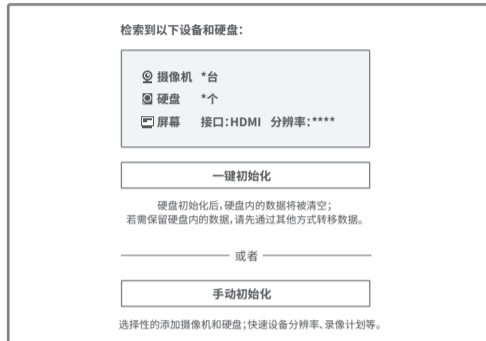 检索到以下设备和硬盘：
摄像机 *台
硬盘 *个
屏幕 接口：HDMI 分辨率：****
一键初始化
硬盘初始化后，硬盘内的数据将被清空；
若需保留硬盘内的数据，请先通过其他方式转移数据。
或者
手动初始化
选择性的添加摄像机和硬盘；快速设备分辨率、录像计划等。